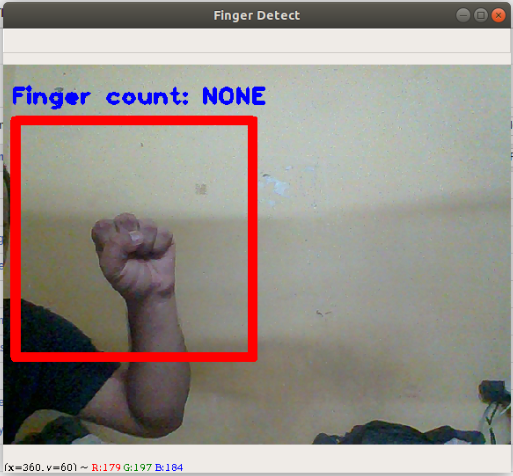 Finger Detect
Finger count: NONE
(x=360, y=60) ~ R:179 G:197 B:184